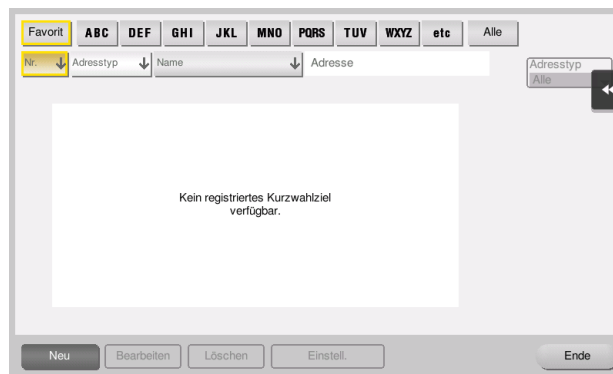 Favorit ABC DEF GHI JKL MNO PQRS TUV WXYZ etc Alle
Nr. Adresstyp Name Adresse
Adresstyp
Alle
Kein registriertes Kurzwahlziel
verfügbar.
Neu Bearbeiten Löschen Einstell. Ende